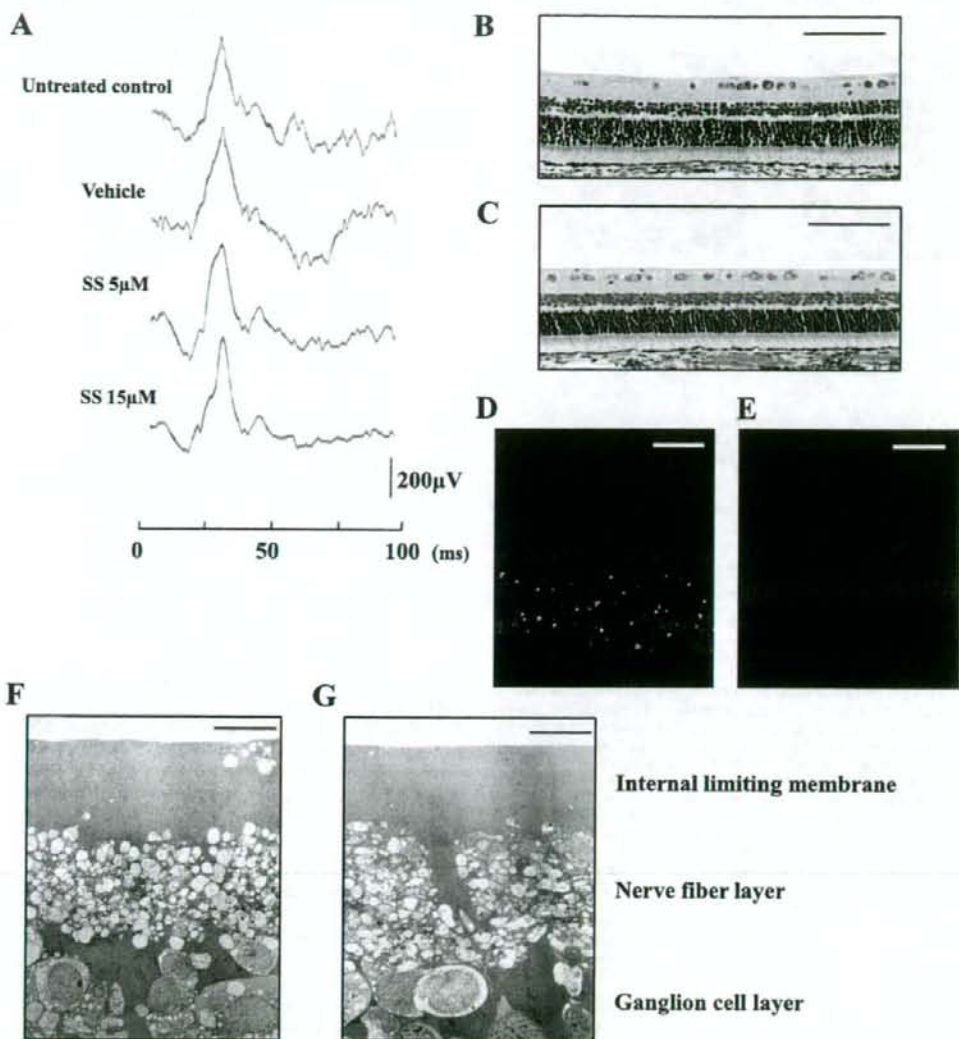 A
Untreated control
Vehicle
SS 5μM
SS 15μM
200μV
0 50 100 (ms)
B
C
D
E
F
G
Internal limiting membrane
Nerve fiber layer
Ganglion cell layer